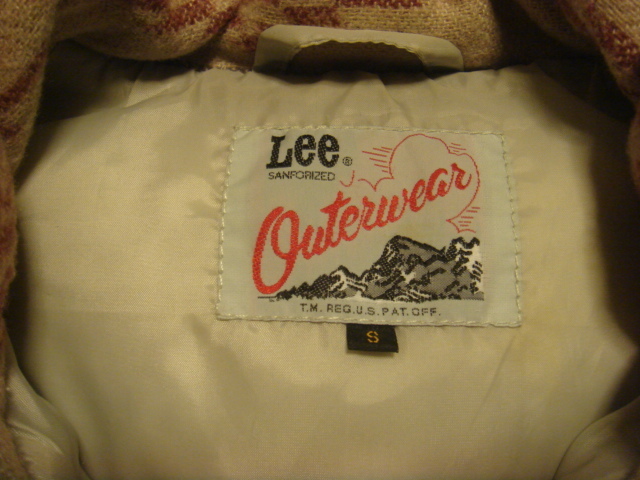 Lee®
SANFORIZED
Outerwear
T.M. REG.U.S.PAT.OFF.
S